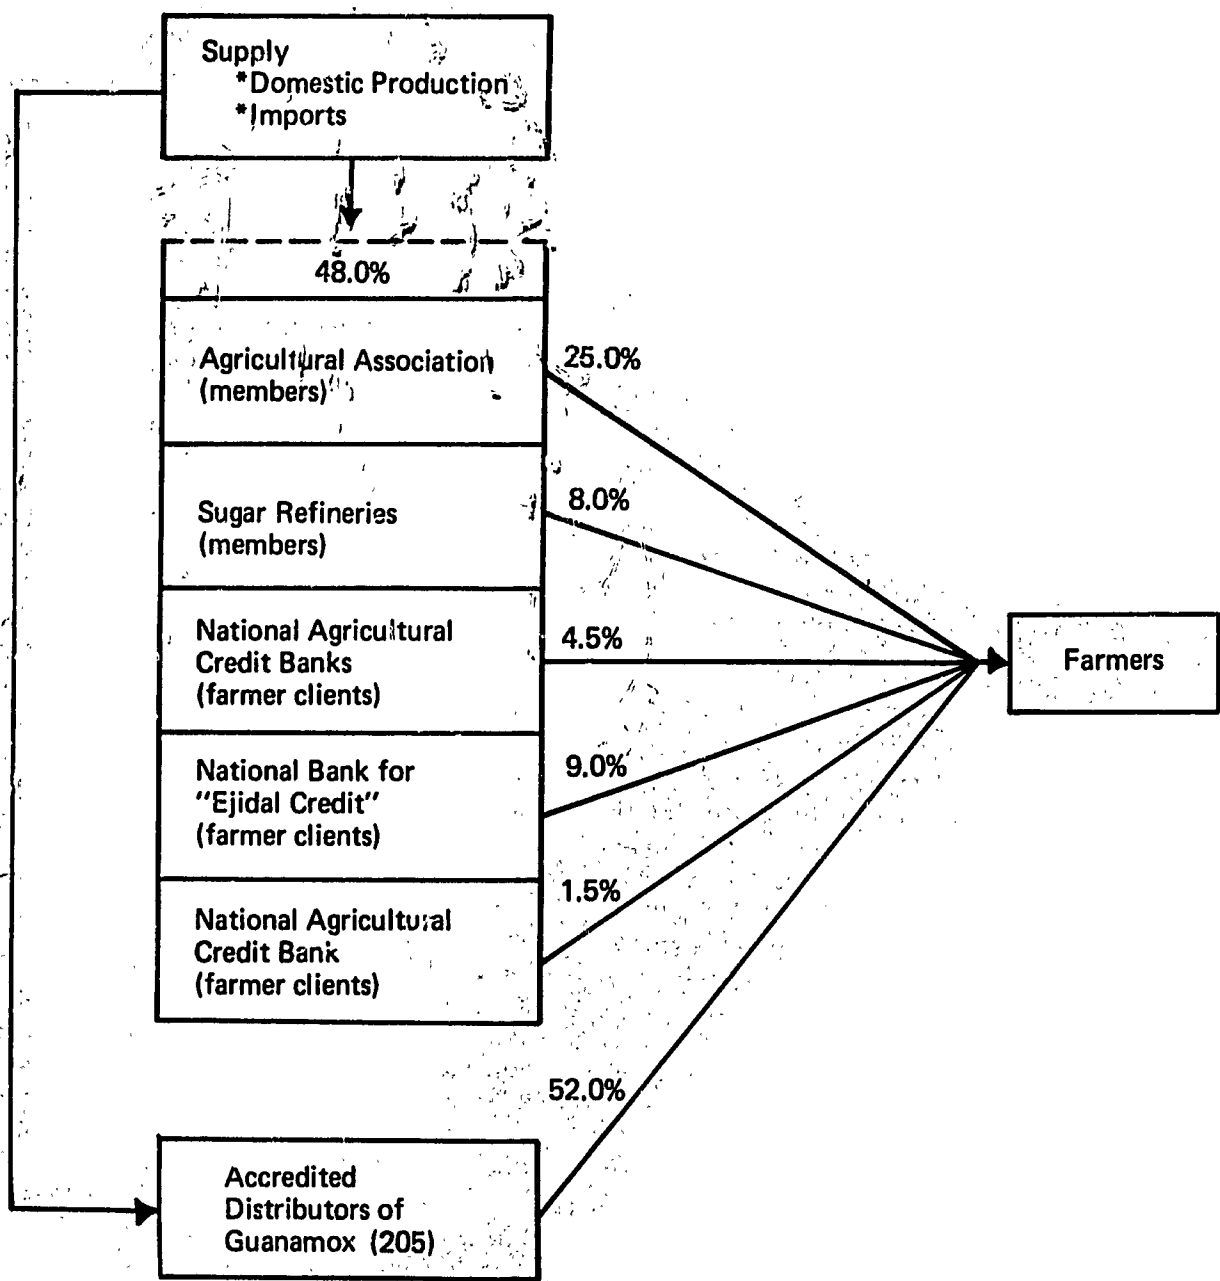 Supply
*Domestic Production
*Imports
48.0%
Agricultural Association
(members)
25.0%
Sugar Refineries
(members)
8.0%
National Agricultural
Credit Banks
(farmer clients)
4.5%
Farmers
National Bank for
"Ejidal Credit"
(farmer clients)
9.0%
National Agricultural
Credit Bank
(farmer clients)
1.5%
52.0%
Accredited
Distributors of
Guanamox (205)